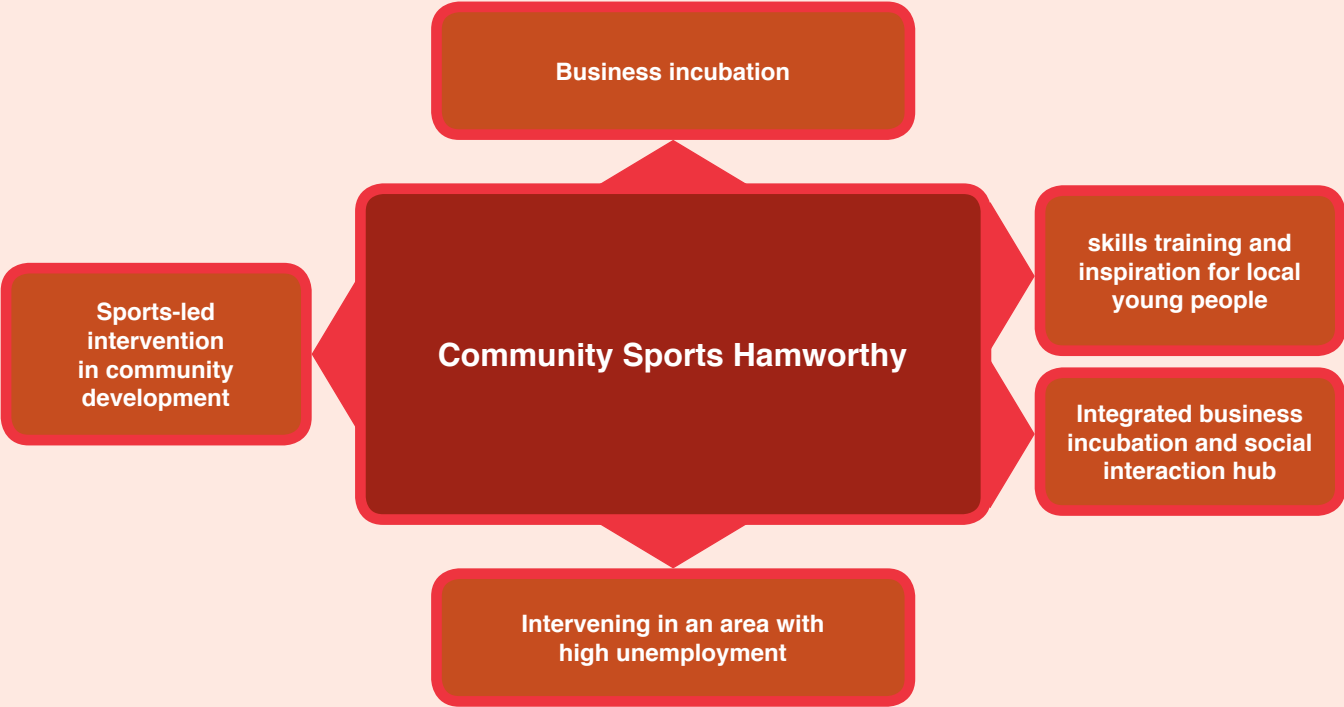 Business incubation
Sports-led
intervention
in community
development
Community Sports Hamworthy
skills training and
inspiration for local
young people
Integrated business
incubation and social
interaction hub
Intervening in an area with
high unemployment